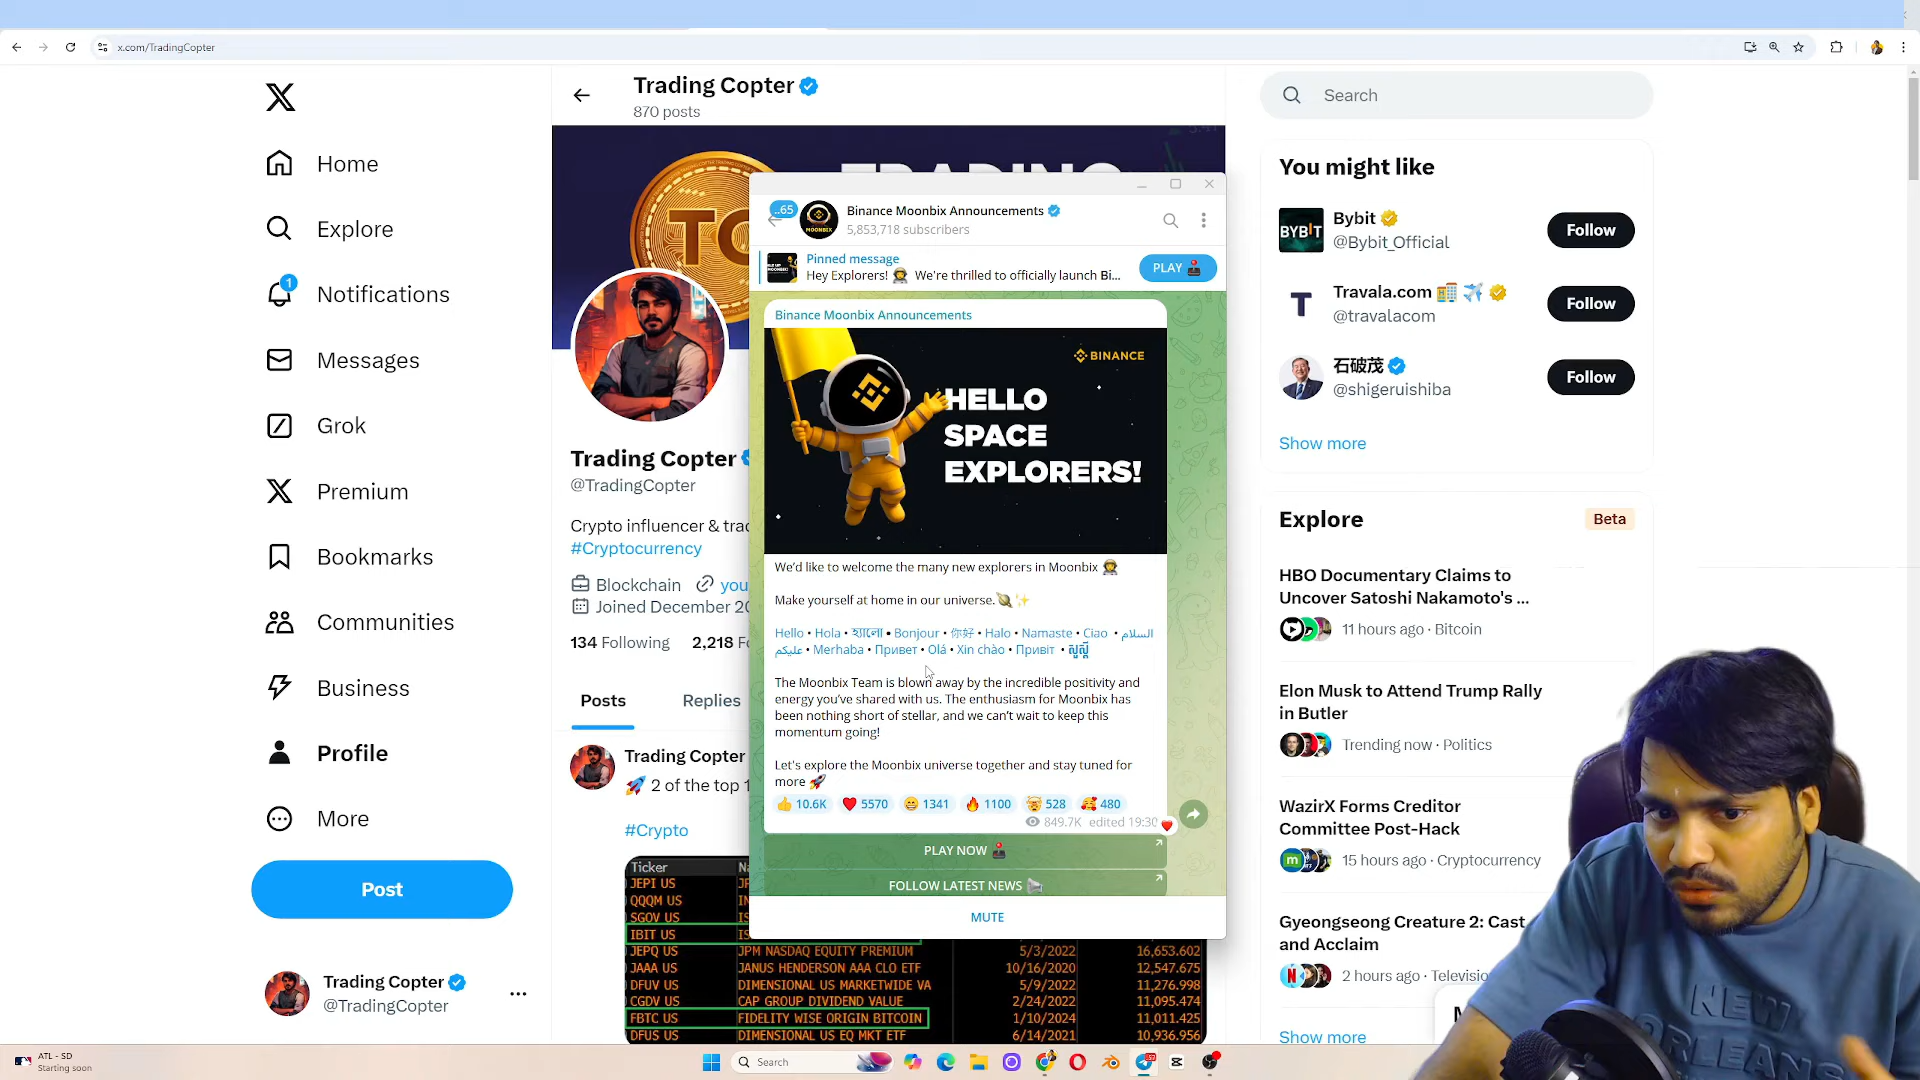 x.com/TradingCopter
Trading Copter
870 posts
Search
Home
Explore
Notifications
1
Messages
Grok
Premium
Bookmarks
Communities
Business
Profile
More
Post
Trading Copter
@TradingCopter
TC
Trading Copter
@TradingCopter
Crypto influencer & trad
#Cryptocurrency
Blockchain
you
Joined December 20
134 Following 2,218 F
Posts Replies
Trading Copter
2 of the top 1
#Crypto
Ticker
JEPI US
QQQM US
SGOV US
IBIT US
JEPQ US JPM NASDAQ EQUITY PREMIUM 5/3/2022 16,653.602
JAAA US JANUS HENDERSON AAA CLO ETF 10/16/2020 12,547.675
DFUV US DIMENSIONAL US MARKETWIDE VA 5/9/2022 11,276.998
CGDV US CAP GROUP DIVIDEND VALUE 2/24/2022 11,095.474
FBTC US FIDELITY WISE ORIGIN BITCOIN 1/10/2024 11,011.425
DFUS US DIMENSIONAL US EQ MKT ETF 6/14/2021 10,936.956
..65
MOONBIX
Binance Moonbix Announcements
5,853,718 subscribers
Pinned message
Hey Explorers! We're thrilled to officially launch Bi...
PLAY
Binance Moonbix Announcements
BINANCE
HELLO
SPACE
EXPLORERS!
We'd like to welcome the many new explorers in Moonbix
Make yourself at home in our universe.
Hello • Hola • হ্যালো • Bonjour • 你好 • Halo • Namaste • Ciao • السلام
عليكم • Merhaba • Привет • Olá • Xin chào • Привіт • សួស្តី
The Moonbix Team is blown away by the incredible positivity and
energy you've shared with us. The enthusiasm for Moonbix has
been nothing short of stellar, and we can't wait to keep this
momentum going!
Let's explore the Moonbix universe together and stay tuned for
more
10.6K 5570 1341 1100 528 480
849.7K edited 19:30
PLAY NOW
FOLLOW LATEST NEWS
MUTE
You might like
BYBIT
Bybit
@Bybit_Official
Follow
Travala.com
@travalacom
Follow
石破茂
@shigeruishiba
Follow
Show more
Explore
Beta
HBO Documentary Claims to
Uncover Satoshi Nakamoto's ...
11 hours ago · Bitcoin
Elon Musk to Attend Trump Rally
in Butler
Trending now · Politics
WazirX Forms Creditor
Committee Post-Hack
15 hours ago · Cryptocurrency
Gyeongseong Creature 2: Cast
and Acclaim
2 hours ago · Televisio
Show more
NEW
ORLEANS
ATL - SD
Starting soon
Search